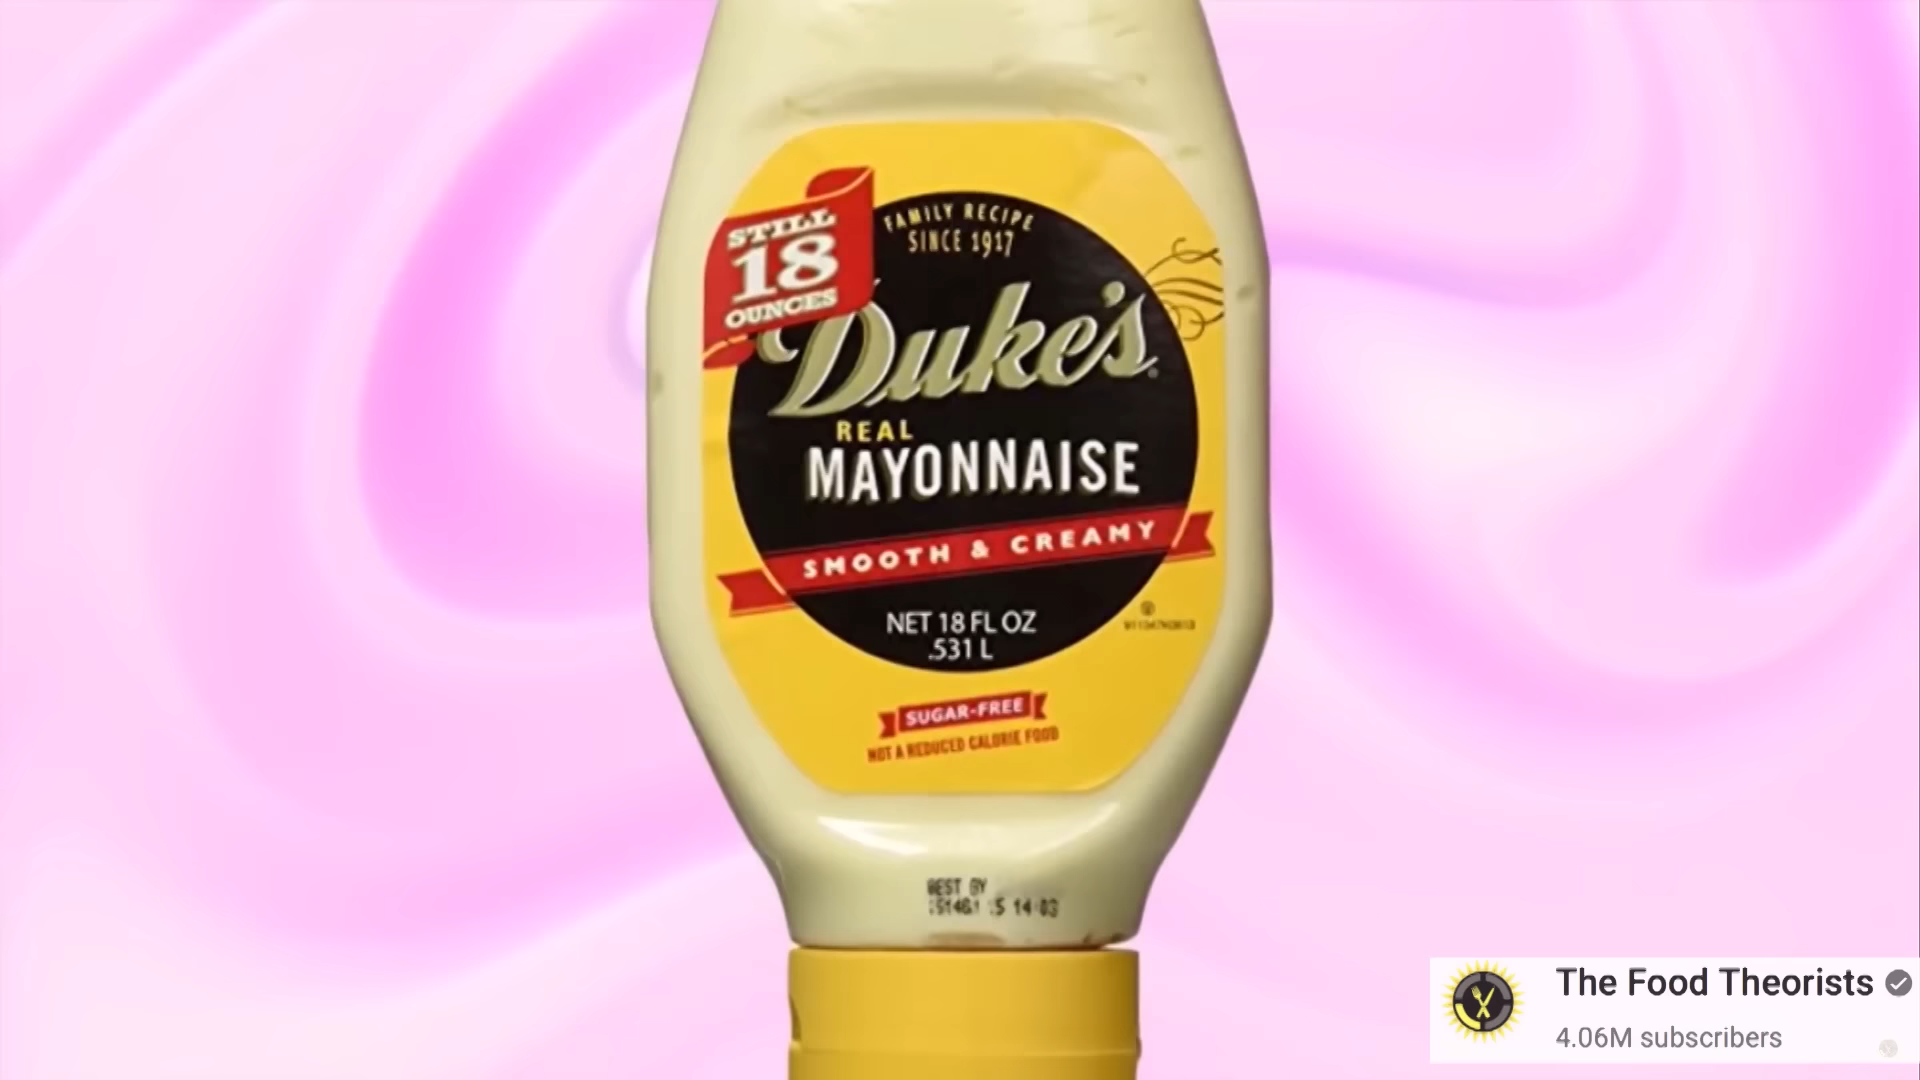 STILL
18
OUNCES
FAMILY RECIPE
SINCE 1917
Duke's
REAL
MAYONNAISE
SMOOTH & CREAMY
NET 18 FL OZ
.531 L
SUGAR-FREE
NOT A REDUCED CALORIE FOOD
BEST BY
The Food Theorists
4.06M subscribers